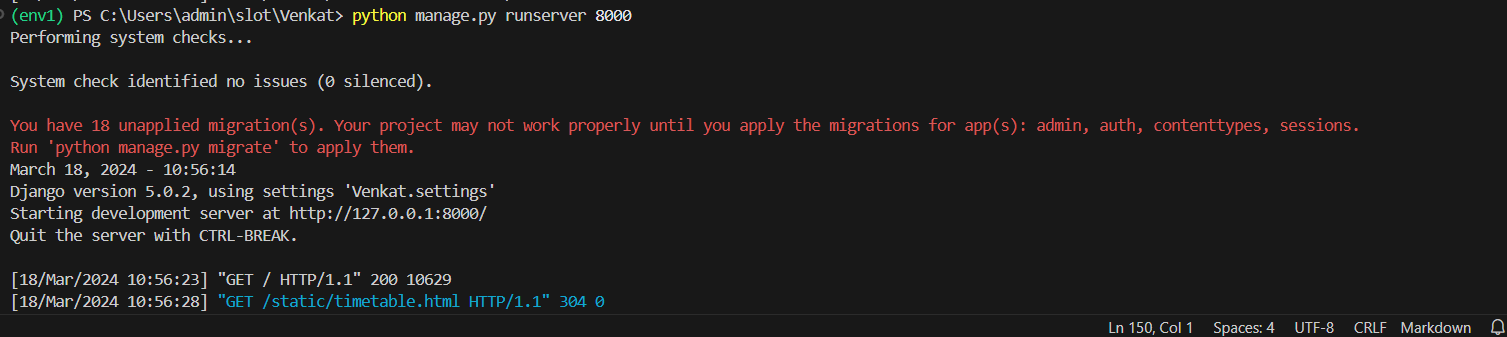 (env1) PS C:\Users\admin\slot\Venkat> python manage.py runserver 8000
Performing system checks...
System check identified no issues (0 silenced).
You have 18 unapplied migration(s). Your project may not work properly until you apply the migrations for app(s): admin, auth, contenttypes, sessions.
Run 'python manage.py migrate' to apply them.
March 18, 2024 - 10:56:14
Django version 5.0.2, using settings 'Venkat.settings'
Starting development server at http://127.0.0.1:8000/
Quit the server with CTRL-BREAK.
[18/Mar/2024 10:56:23] "GET / HTTP/1.1" 200 10629
[18/Mar/2024 10:56:28] "GET /static/timetable.html HTTP/1.1" 304 0
Ln 150, Col 1 Spaces: 4 UTF-8 CRLF Markdown